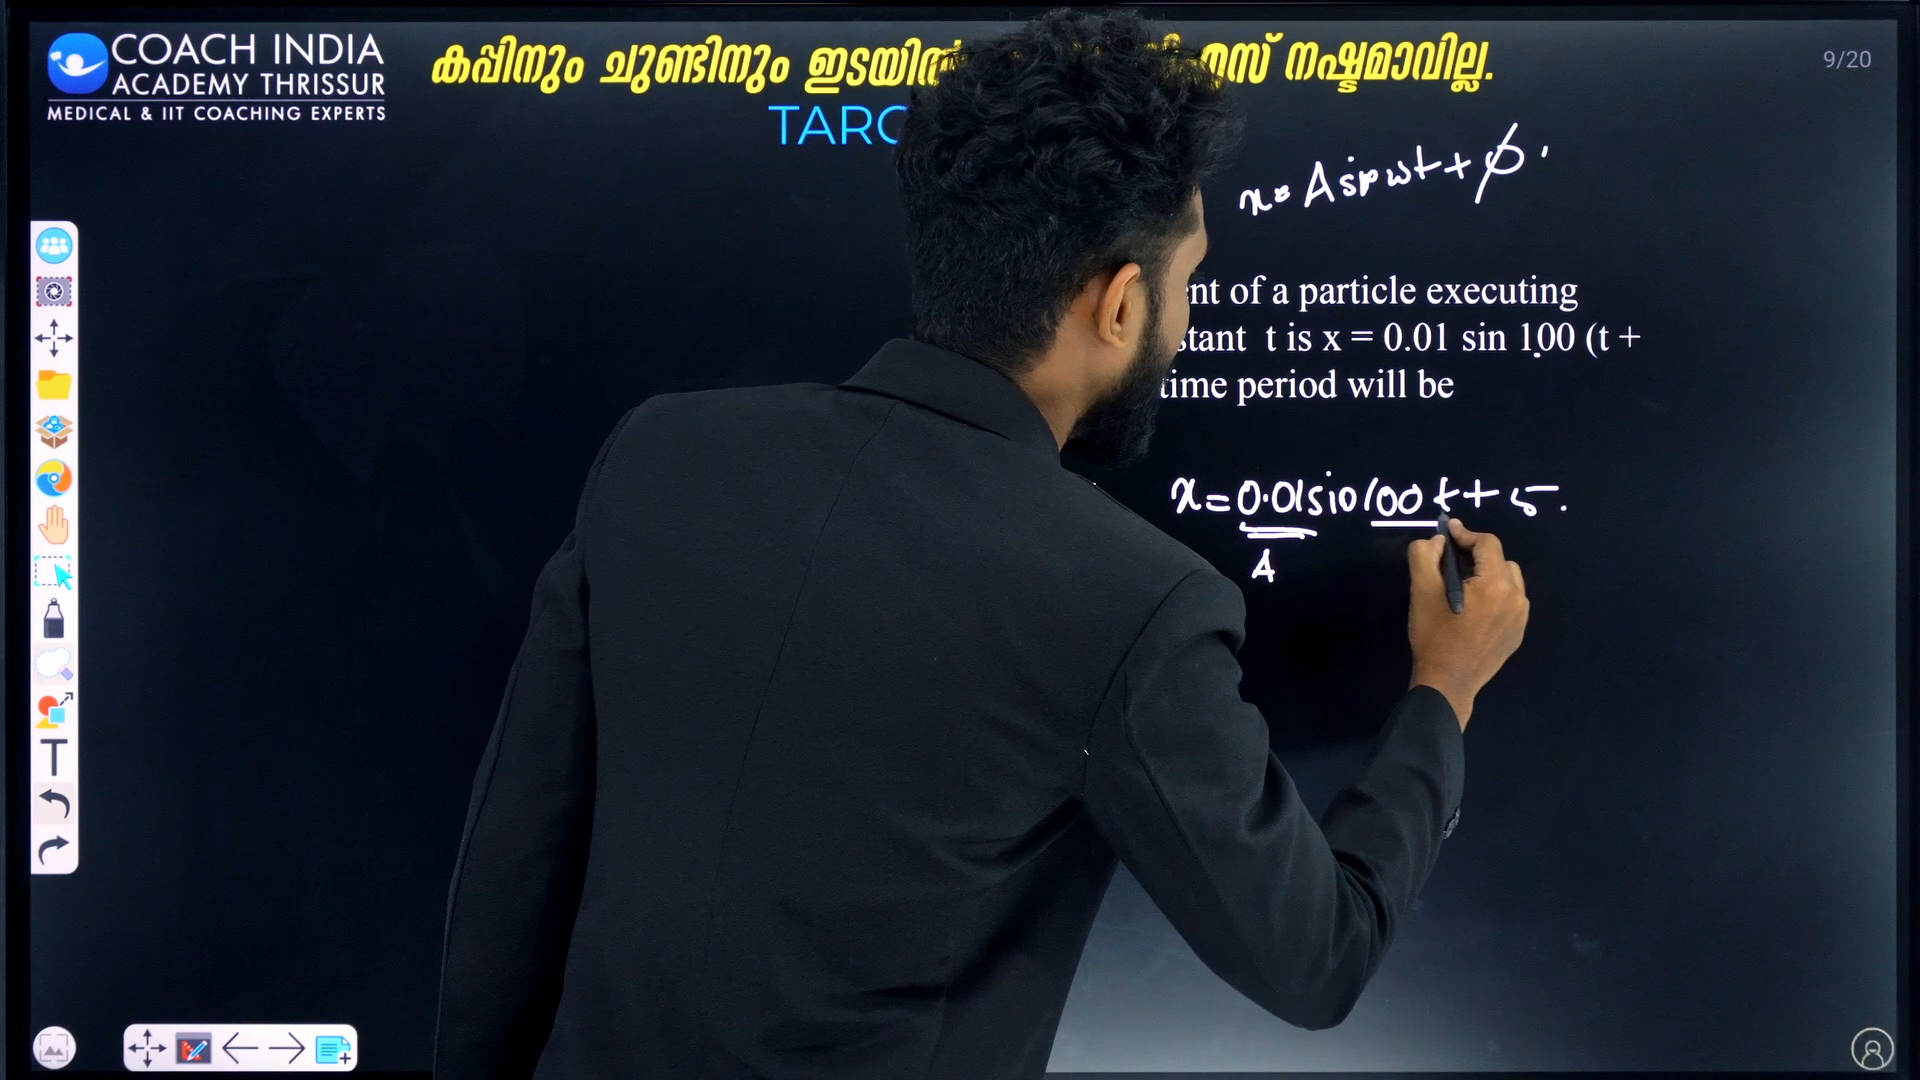 COACH INDIA
ACADEMY THRISSUR
MEDICAL & IIT COACHING EXPERTS
കപ്പിനും ചുണ്ടിനും ഇടയിൽ നഷ്ടമാവില്ല.
9/20
TARG
x = A sin ωt + φ.
nt of a particle executing
stant t is x = 0.01 sin 100 (t +
time period will be
x = 0.01 sin 100 t + 5.
A
T